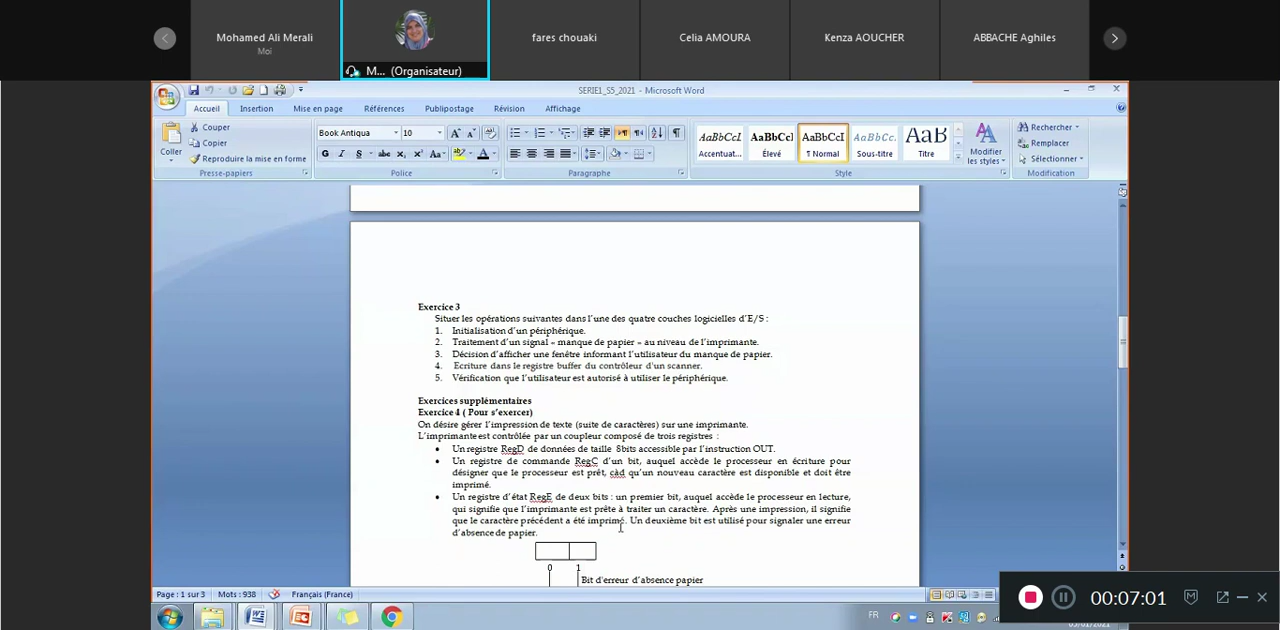 Mohamed Ali Merali
Moi
M... (Organisateur)
fares chouaki
Celia AMOURA
Kenza AOUCHER
ABBACHE Aghiles
SERIE1_S5_2021 - Microsoft Word
Accueil Insertion Mise en page Références Publipostage Révision Affichage
Coller
Couper
Copier
Reproduire la mise en forme
Presse-papiers
Book Antiqua 10
Police
Paragraphe
AaBbCcL AaBbCcl AaBbCcI AaBbCc. AaB
Accentuat... Élevé ¶ Normal Sous-titre Titre
Modifier les styles
Style
Rechercher
Remplacer
Sélectionner
Modification
Exercice 3
Situer les opérations suivantes dans l'une des quatre couches logicielles d'E/S :
1. Initialisation d'un périphérique.
2. Traitement d'un signal « manque de papier » au niveau de l'imprimante.
3. Décision d'afficher une fenêtre informant l'utilisateur du manque de papier.
4. Ecriture dans le registre buffer du contrôleur d'un scanner.
5. Vérification que l'utilisateur est autorisé à utiliser le périphérique.
Exercices supplémentaires
Exercice 4 ( Pour s'exercer)
On désire gérer l'impression de texte (suite de caractères) sur une imprimante.
L'imprimante est contrôlée par un coupleur composé de trois registres :
• Un registre RegD de données de taille 8bits accessible par l'instruction OUT.
• Un registre de commande RegC d'un bit, auquel accède le processeur en écriture pour
désigner que le processeur est prêt, càd qu'un nouveau caractère est disponible et doit être
imprimé.
• Un registre d'état RegE de deux bits : un premier bit, auquel accède le processeur en lecture,
qui signifie que l'imprimante est prête à traiter un caractère. Après une impression, il signifie
que le caractère précédent a été imprimé. Un deuxième bit est utilisé pour signaler une erreur
d'absence de papier.
0 1
Bit d'erreur d'absence papier
Page : 1 sur 3 Mots : 938 Français (France)
FR
00:07:01